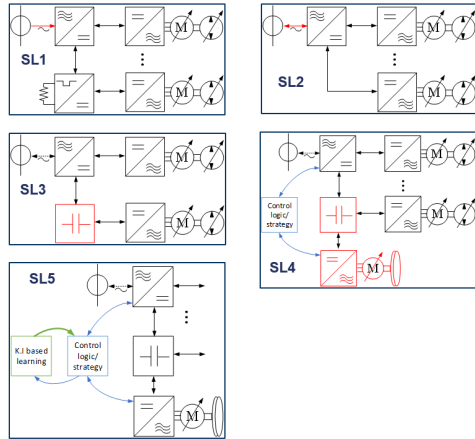 M
SL1
M
M
SL2
M
M
SL3
M
M
Control
logic/
strategy
M
SL4
M
SL5
K.I based
learning
Control
logic/
strategy
M